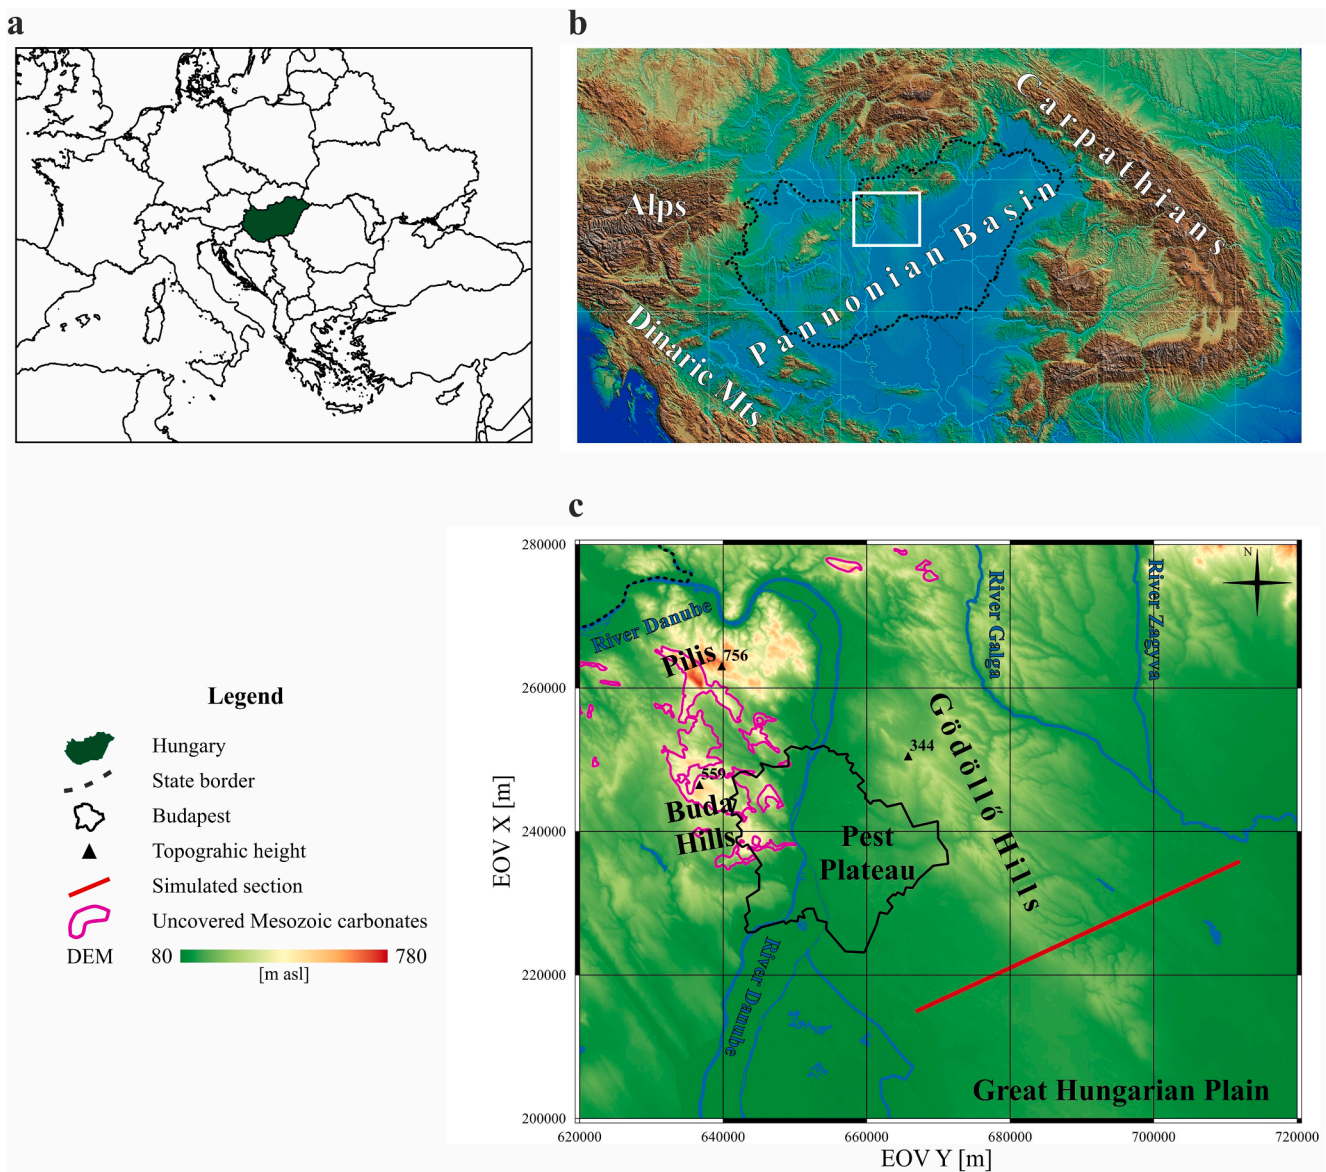 a
b
Carpathians
Alps
Pannonian Basin
Dinaric Mts
c
280000
260000
240000
220000
200000
EOV X [m]
N
River Danube
River Galga
River Zagyva
Pilis
756
Gödöllő Hills
344
559
Buda
Hills
Pest
Plateau
River Danube
Great Hungarian Plain
620000
640000
660000
680000
700000
720000
EOV Y [m]
Legend
Hungary
State border
Budapest
Topograhic height
Simulated section
Uncovered Mesozoic carbonates
DEM
80
780
[m asl]